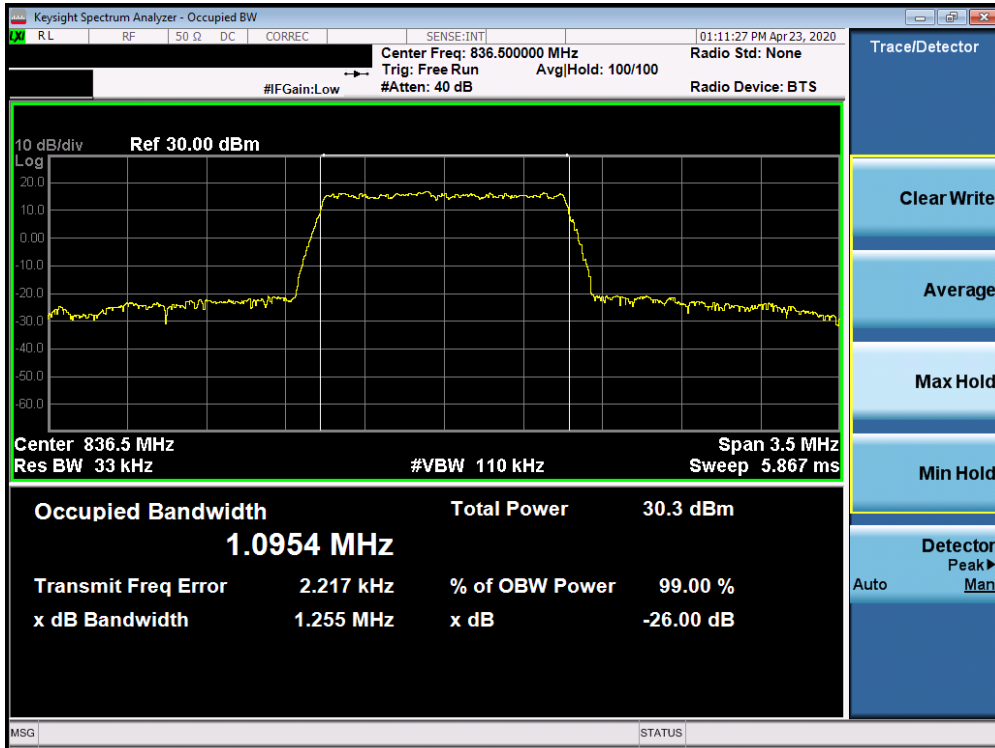 Keysight Spectrum Analyzer - Occupied BW
LXI RL RF 50 Ω DC CORREC SENSE:INT 01:11:27 PM Apr 23, 2020
Center Freq: 836.500000 MHz Radio Std: None
Trig: Free Run Avg|Hold: 100/100
#IFGain:Low #Atten: 40 dB Radio Device: BTS
Trace/Detector
10 dB/div Ref 30.00 dBm
Log
20.0
10.0
0.00
-10.0
-20.0
-30.0
-40.0
-50.0
-60.0
Center 836.5 MHz Span 3.5 MHz
Res BW 33 kHz #VBW 110 kHz Sweep 5.867 ms
Occupied Bandwidth Total Power 30.3 dBm
1.0954 MHz
Transmit Freq Error 2.217 kHz % of OBW Power 99.00 %
x dB Bandwidth 1.255 MHz x dB -26.00 dB
Clear Write
Average
Max Hold
Min Hold
Detector
Peak▶
Auto Man
MSG STATUS